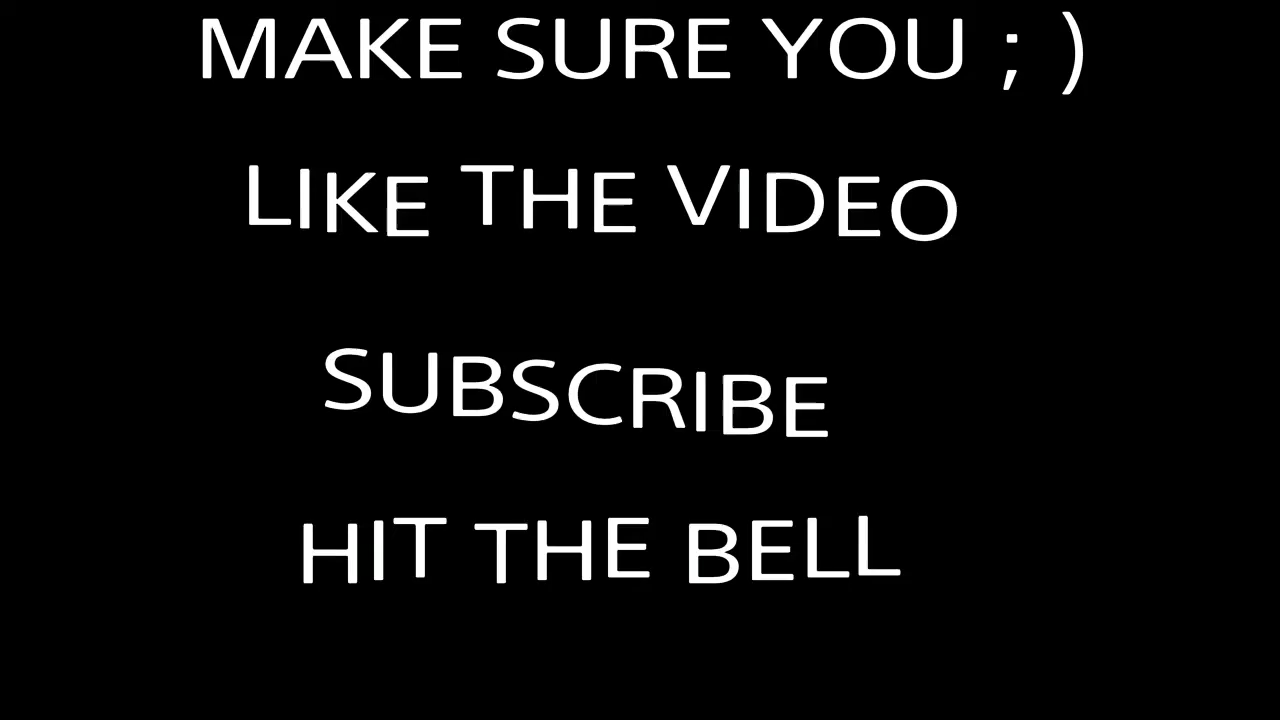 MAKE SURE YOU ; )
LIKE THE VIDEO
SUBSCRIBE
HIT THE BELL